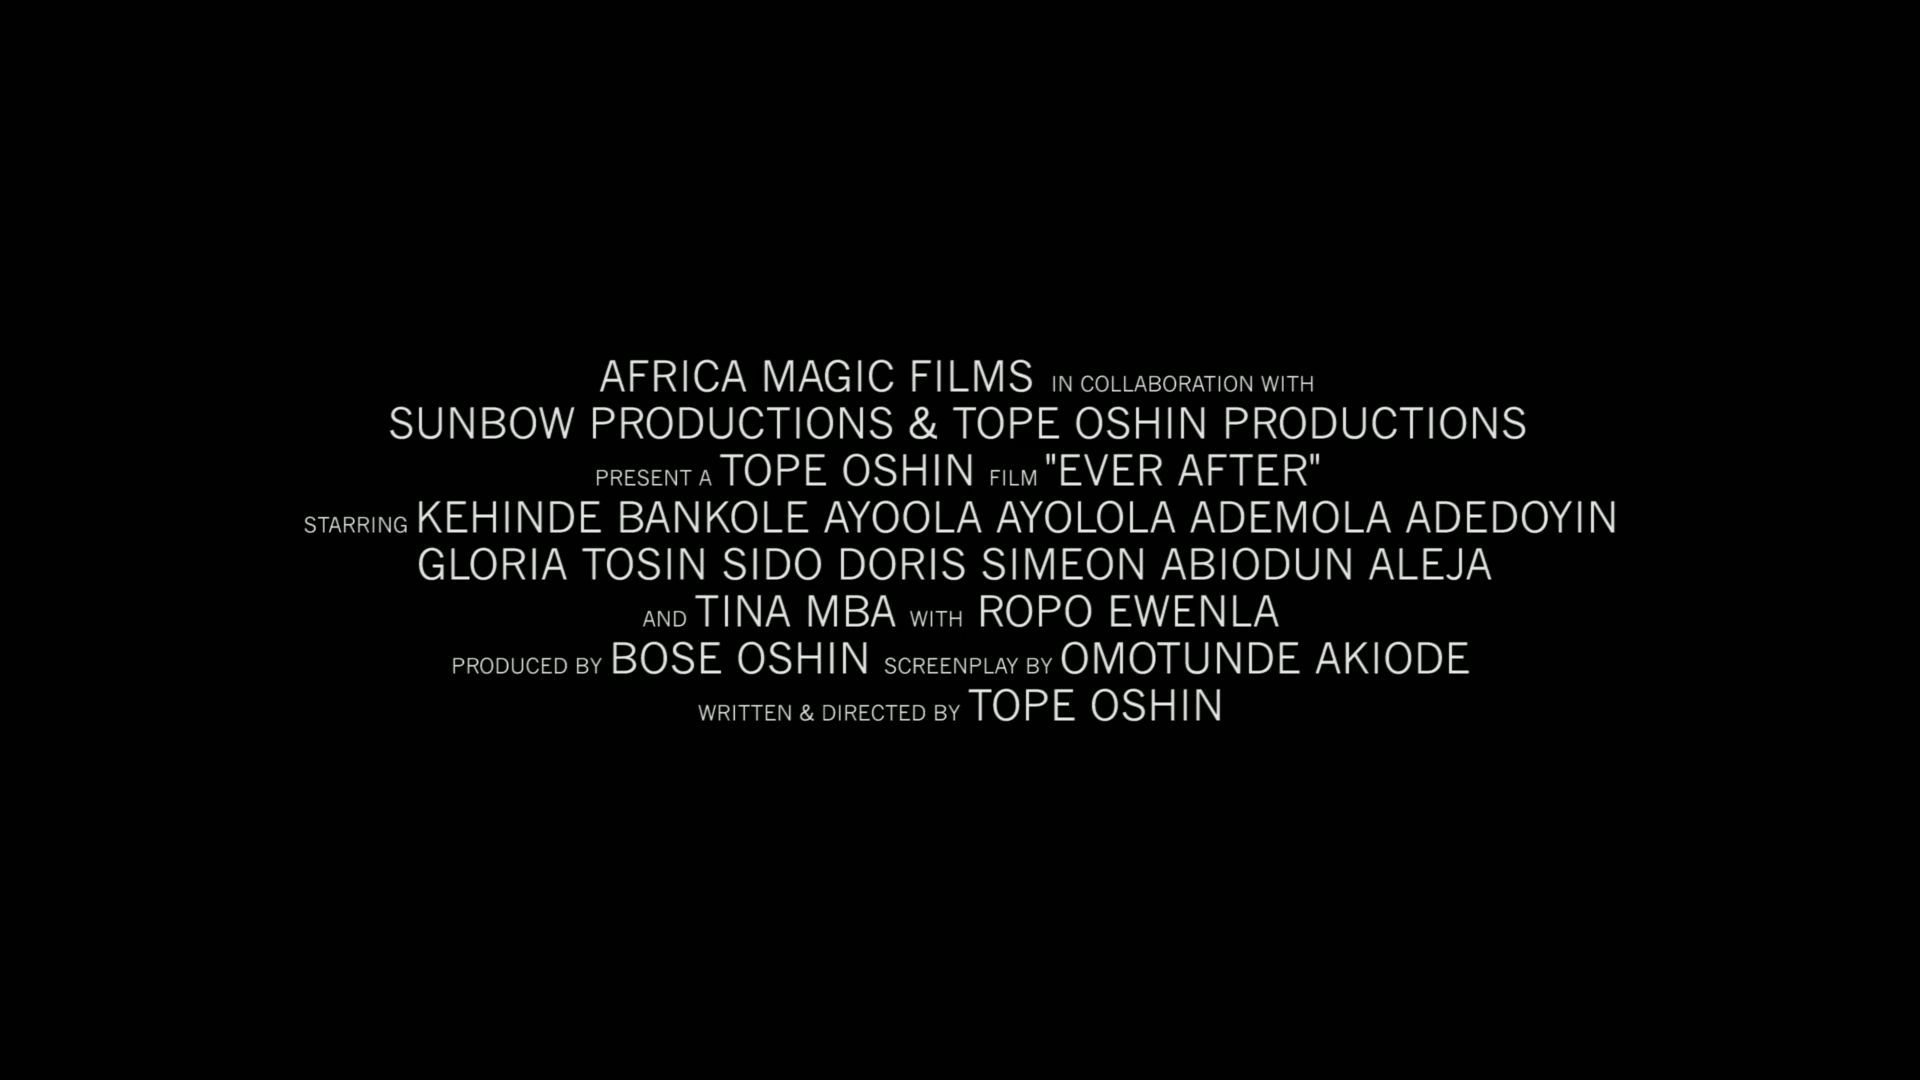 AFRICA MAGIC FILMS IN COLLABORATION WITH
SUNBOW PRODUCTIONS & TOPE OSHIN PRODUCTIONS
PRESENT A TOPE OSHIN FILM "EVER AFTER"
STARRING KEHINDE BANKOLE AYOOLA AYOLOLA ADEMOLA ADEDOYIN
GLORIA TOSIN SIDO DORIS SIMEON ABIODUN ALEJA
AND TINA MBA WITH ROPO EWENLA
PRODUCED BY BOSE OSHIN SCREENPLAY BY OMOTUNDE AKIODE
WRITTEN & DIRECTED BY TOPE OSHIN